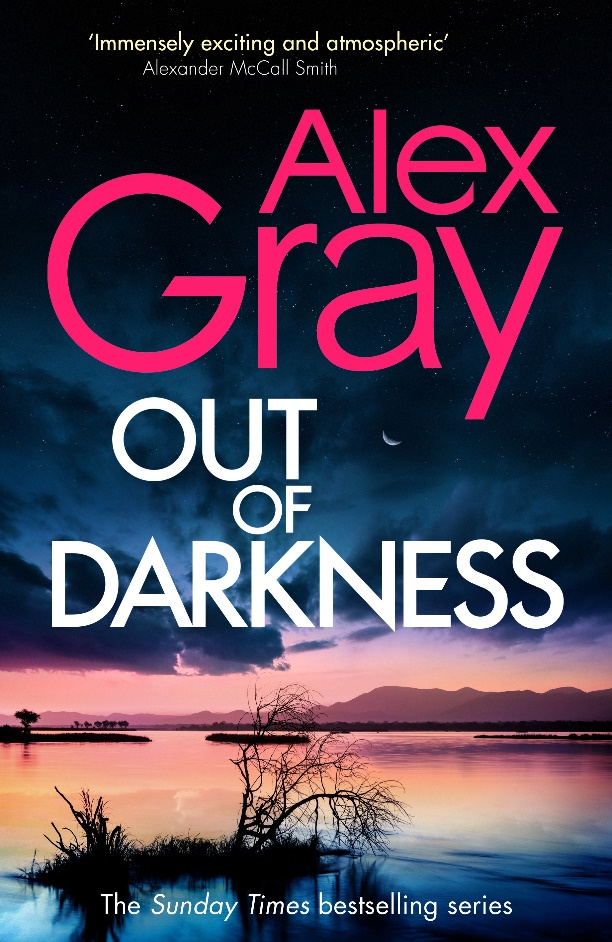 ‘Immensely exciting and atmospheric’
Alexander McCall Smith
Alex
Gray
OUT
OF
DARKNESS
The Sunday Times bestselling series